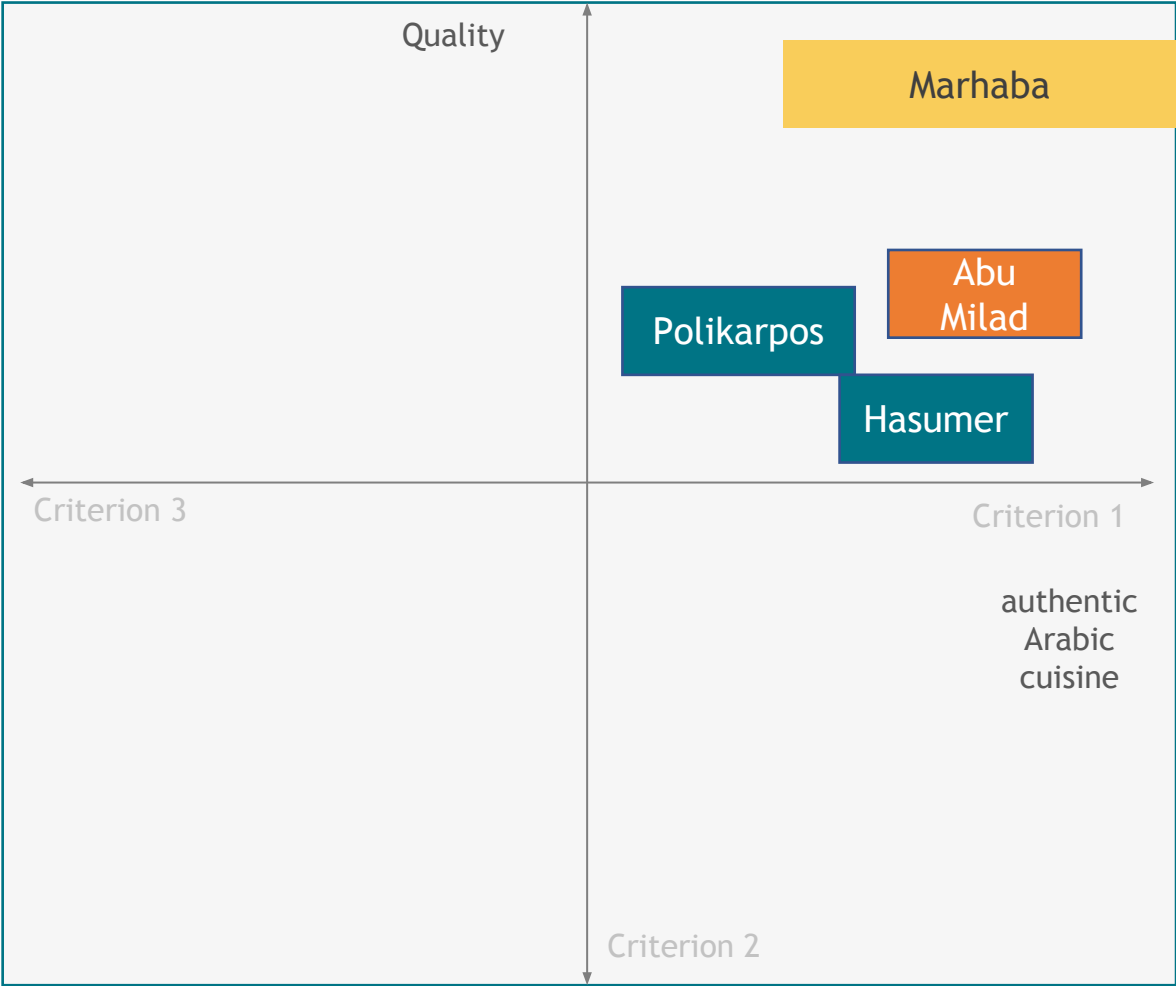 Quality
Marhaba
Abu
Milad
Polikarpos
Hasumer
Criterion 3
Criterion 1
authentic
Arabic
cuisine
Criterion 2